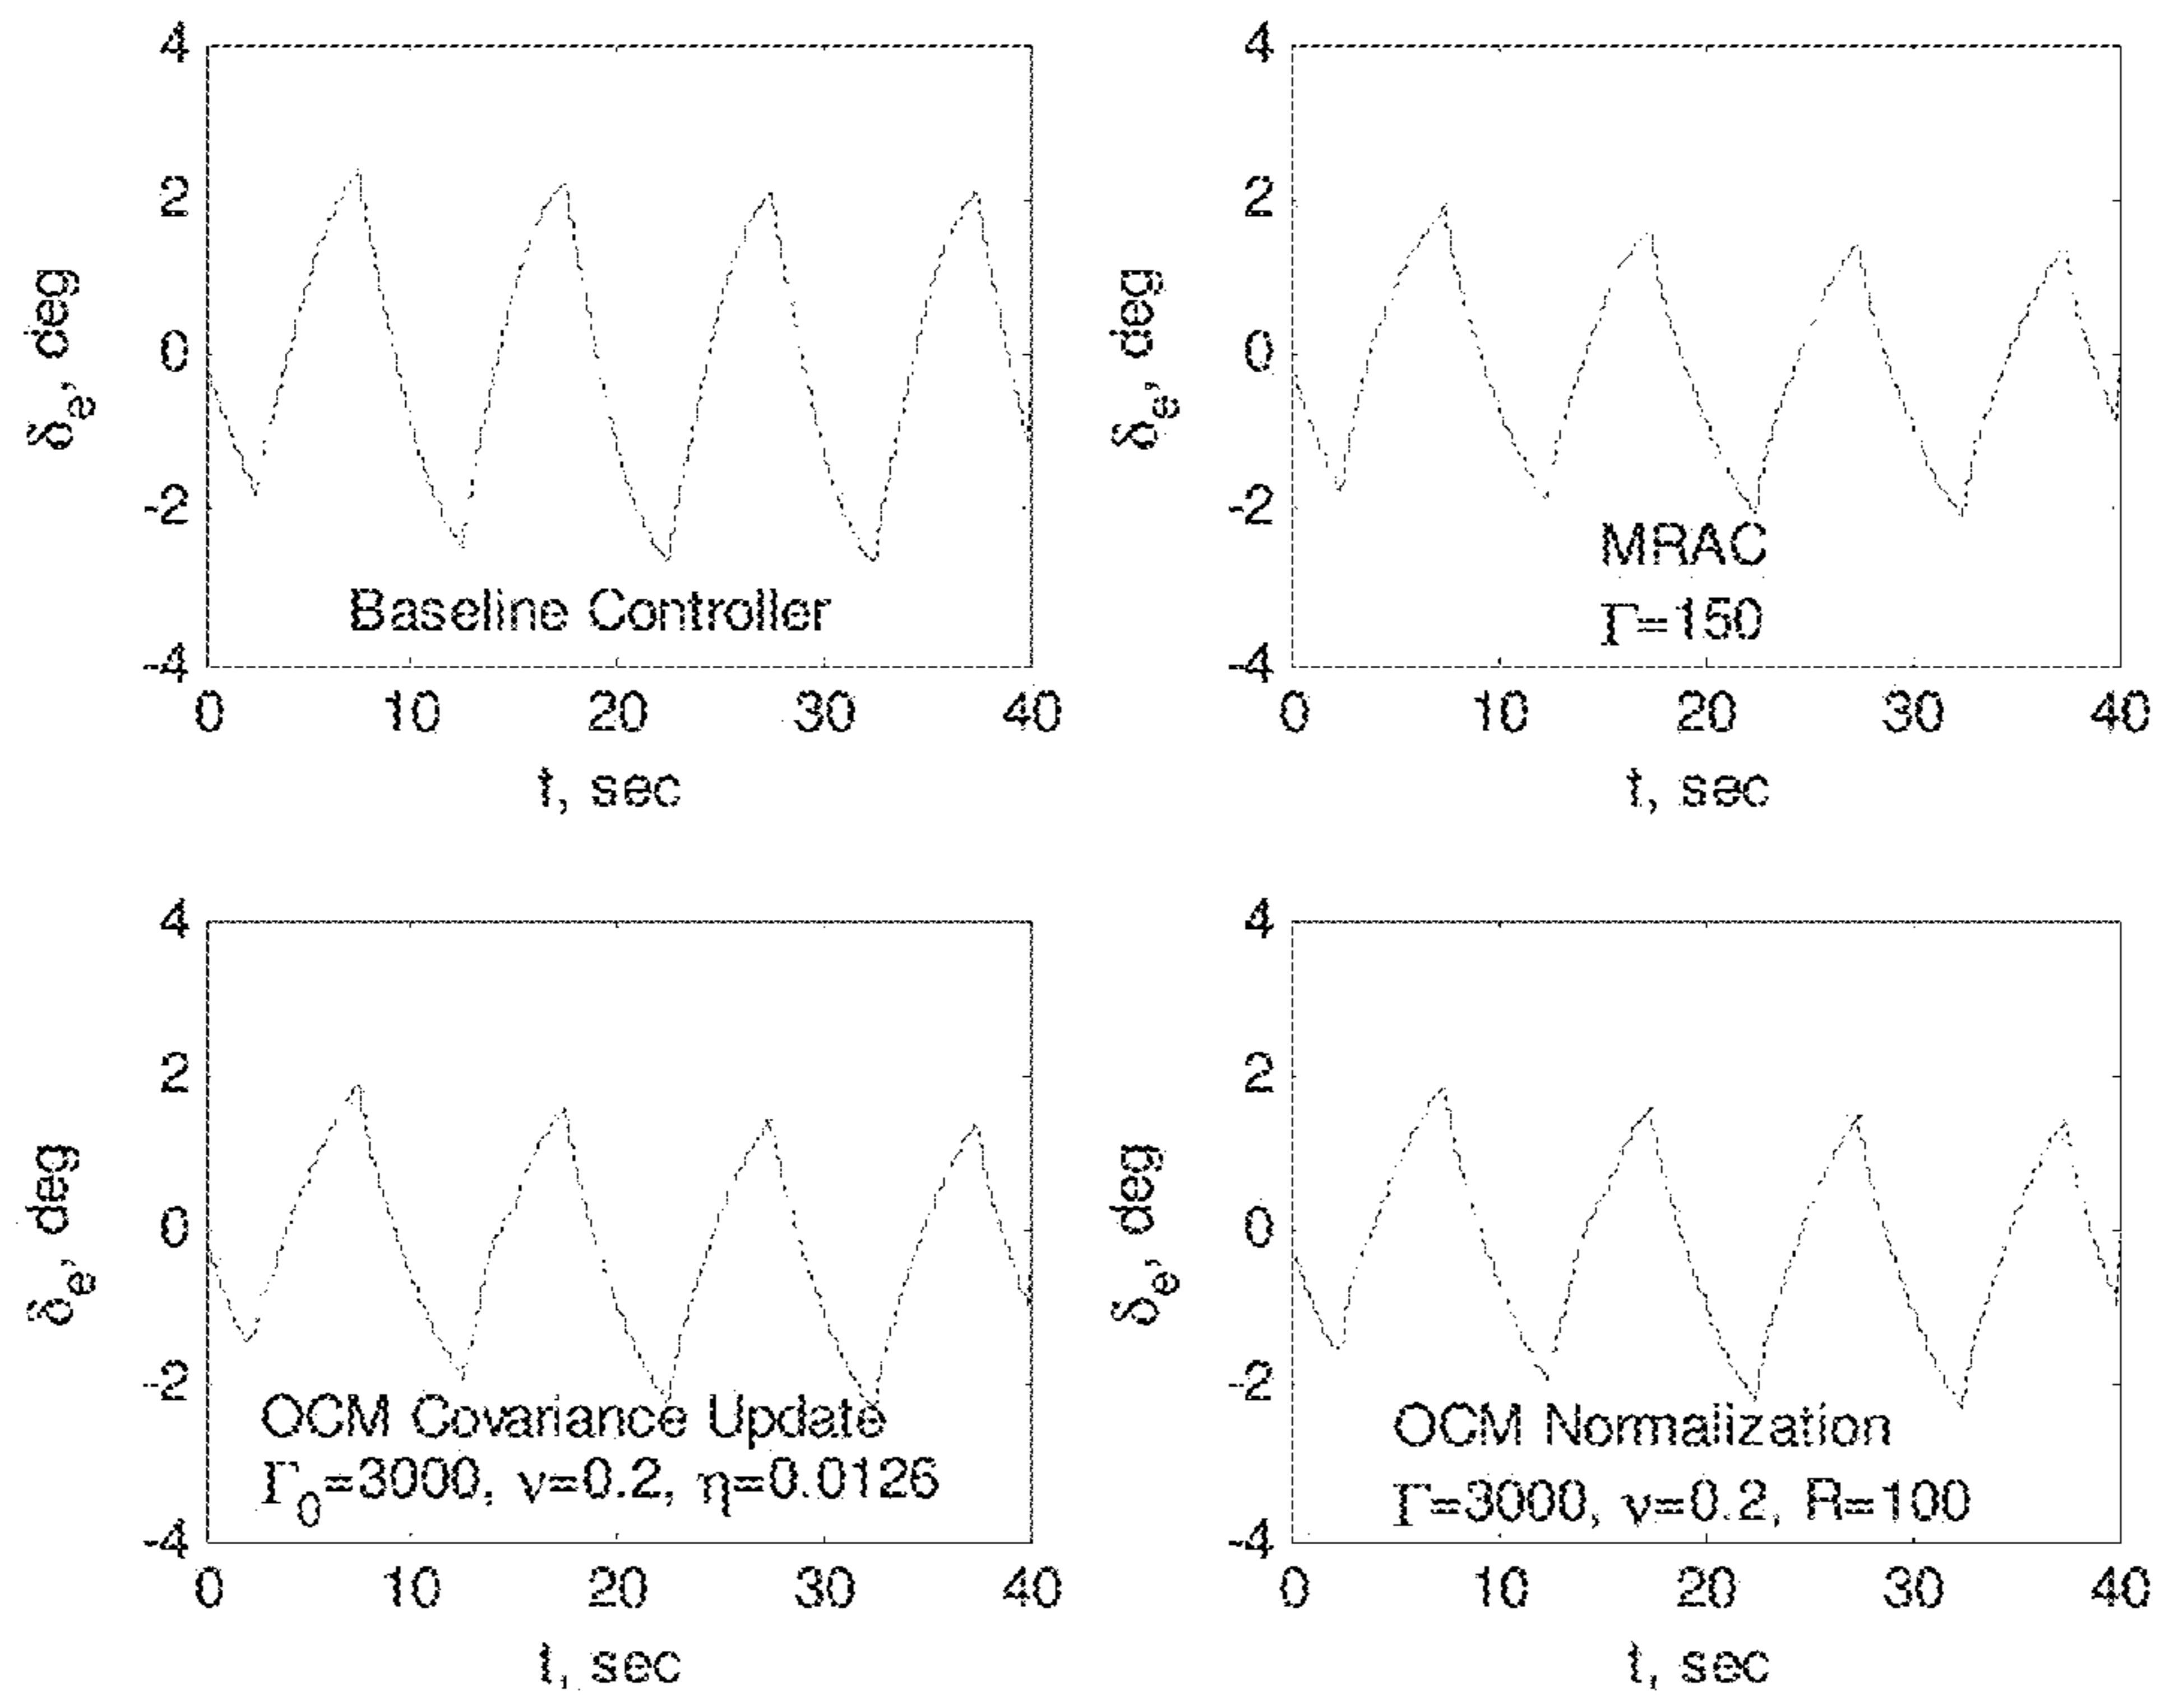 4
2
0
-2
-4
δe, deg
0 10 20 30 40
t, sec
Baseline Controller
4
2
0
-2
-4
δe, deg
0 10 20 30 40
t, sec
MRAC
Γ=150
4
2
0
-2
-4
δe, deg
0 10 20 30 40
t, sec
OCM Covariance Update
Γ0=3000, ν=0.2, η=0.0125
4
2
0
-2
-4
δe, deg
0 10 20 30 40
t, sec
OCM Normalization
Γ=3000, ν=0.2, R=100